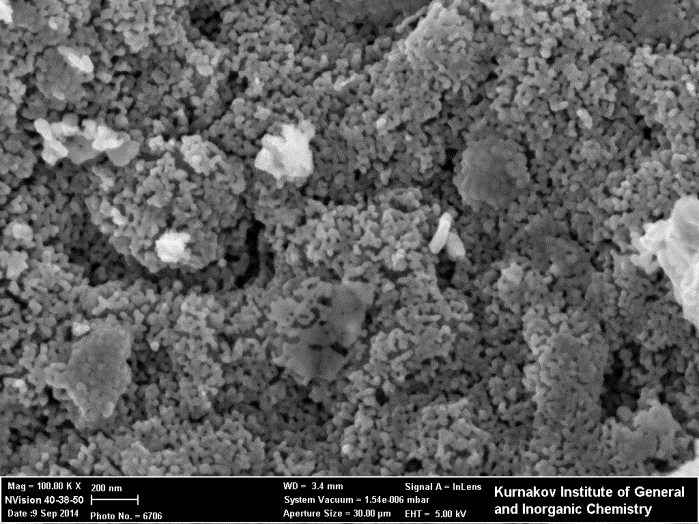 Mag = 100.00 K X
200 nm
WD = 3.4 mm
Signal A = InLens
Kurnakov Institute of General
NVision 40-38-50
System Vacuum = 1.54e-006 mbar
and Inorganic Chemistry
Date :9 Sep 2014
Photo No. = 6706
Aperture Size = 30.00 µm
EHT = 5.00 kV